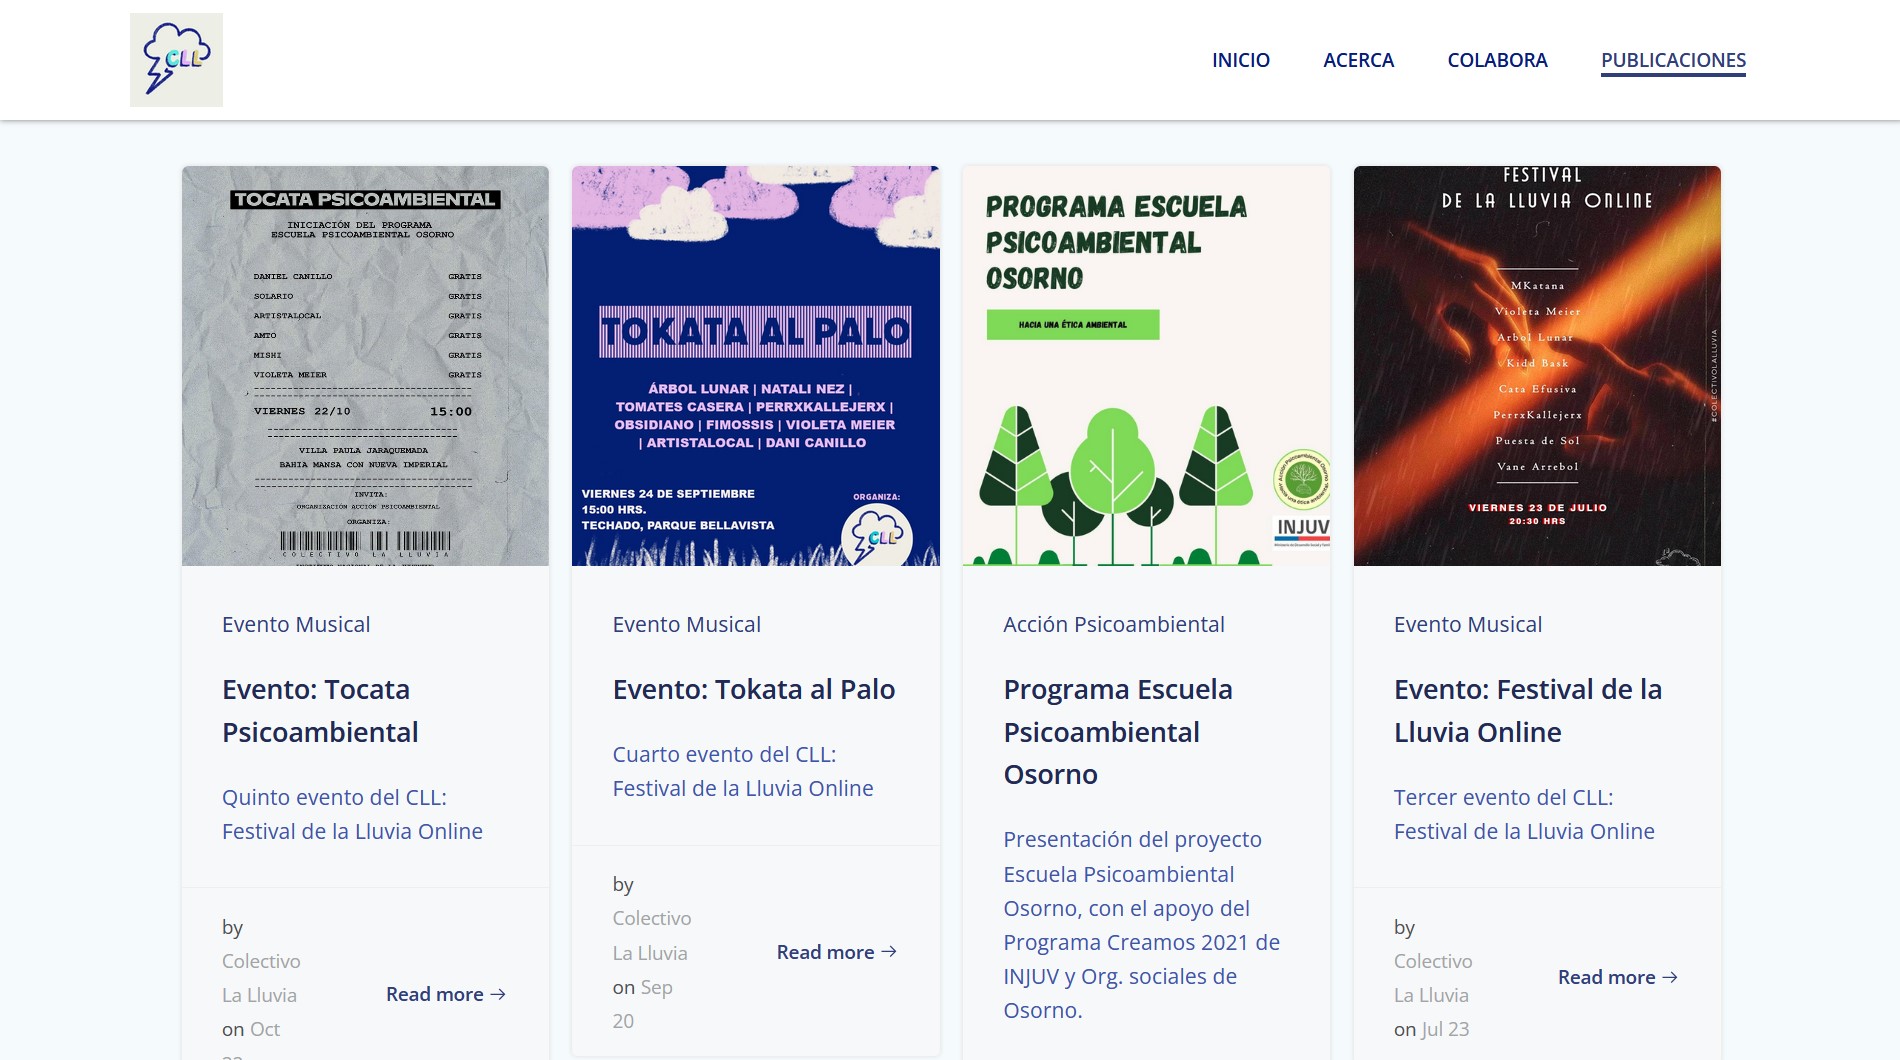 CLL
INICIO
ACERCA
COLABORA
PUBLICACIONES
TOCATA PSICOAMBIENTAL
INICIACIÓN DEL PROGRAMA
ESCUELA PSICOAMBIENTAL OSORNO
DANIEL CANILLO GRATIS
SOLARIO GRATIS
ARTISTALOCAL GRATIS
AMTO GRATIS
MISHI GRATIS
VIOLETA MEIER GRATIS
VIERNES 22/10 15:00
VILLA PAULA JARAQUEMADA
BAHIA MANSA CON NUEVA IMPERIAL
INVITA:
ORGANIZACIÓN ACCIÓN PSICOAMBIENTAL
ORGANIZA:
COLECTIVO LA LLUVIA
Evento Musical
Evento: Tocata
Psicoambiental
Quinto evento del CLL:
Festival de la Lluvia Online
by
Colectivo
La Lluvia
on Oct
Read more →
TOKATA AL PALO
ÁRBOL LUNAR | NATALI NEZ |
TOMATES CASERA | PERRXKALLEJERX |
OBSIDIANO | FIMOSSIS | VIOLETA MEIER
| ARTISTALOCAL | DANI CANILLO
VIERNES 24 DE SEPTIEMBRE
15:00 HRS.
TECHADO, PARQUE BELLAVISTA
ORGANIZA:
CLL
Evento Musical
Evento: Tokata al Palo
Cuarto evento del CLL:
Festival de la Lluvia Online
by
Colectivo
La Lluvia
on Sep
20
Read more →
PROGRAMA ESCUELA
PSICOAMBIENTAL
OSORNO
HACIA UNA ÉTICA AMBIENTAL
INJUV
Acción Psicoambiental
Programa Escuela
Psicoambiental
Osorno
Presentación del proyecto
Escuela Psicoambiental
Osorno, con el apoyo del
Programa Creamos 2021 de
INJUV y Org. sociales de
Osorno.
FESTIVAL
DE LA LLUVIA ONLINE
MKatana
Violeta Meier
Arbol Lunar
Kidd Bask
Cata Efusiva
PerrxKallejerx
Puesta de Sol
Vane Arrebol
VIERNES 23 DE JULIO
20:30 HRS
#COLECTIVOLALLUVIA
Evento Musical
Evento: Festival de la
Lluvia Online
Tercer evento del CLL:
Festival de la Lluvia Online
by
Colectivo
La Lluvia
on Jul 23
Read more →